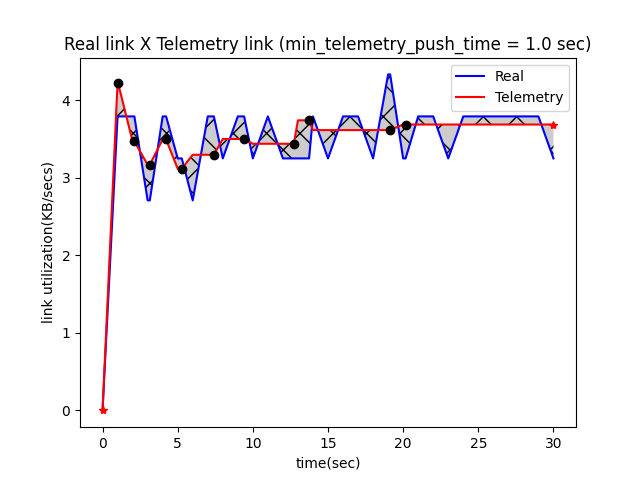 Real link X Telemetry link (min_telemetry_push_time = 1.0 sec)
Real
Telemetry
link utilization(KB/secs)
4
3
2
1
0
0 5 10 15 20 25 30
time(sec)